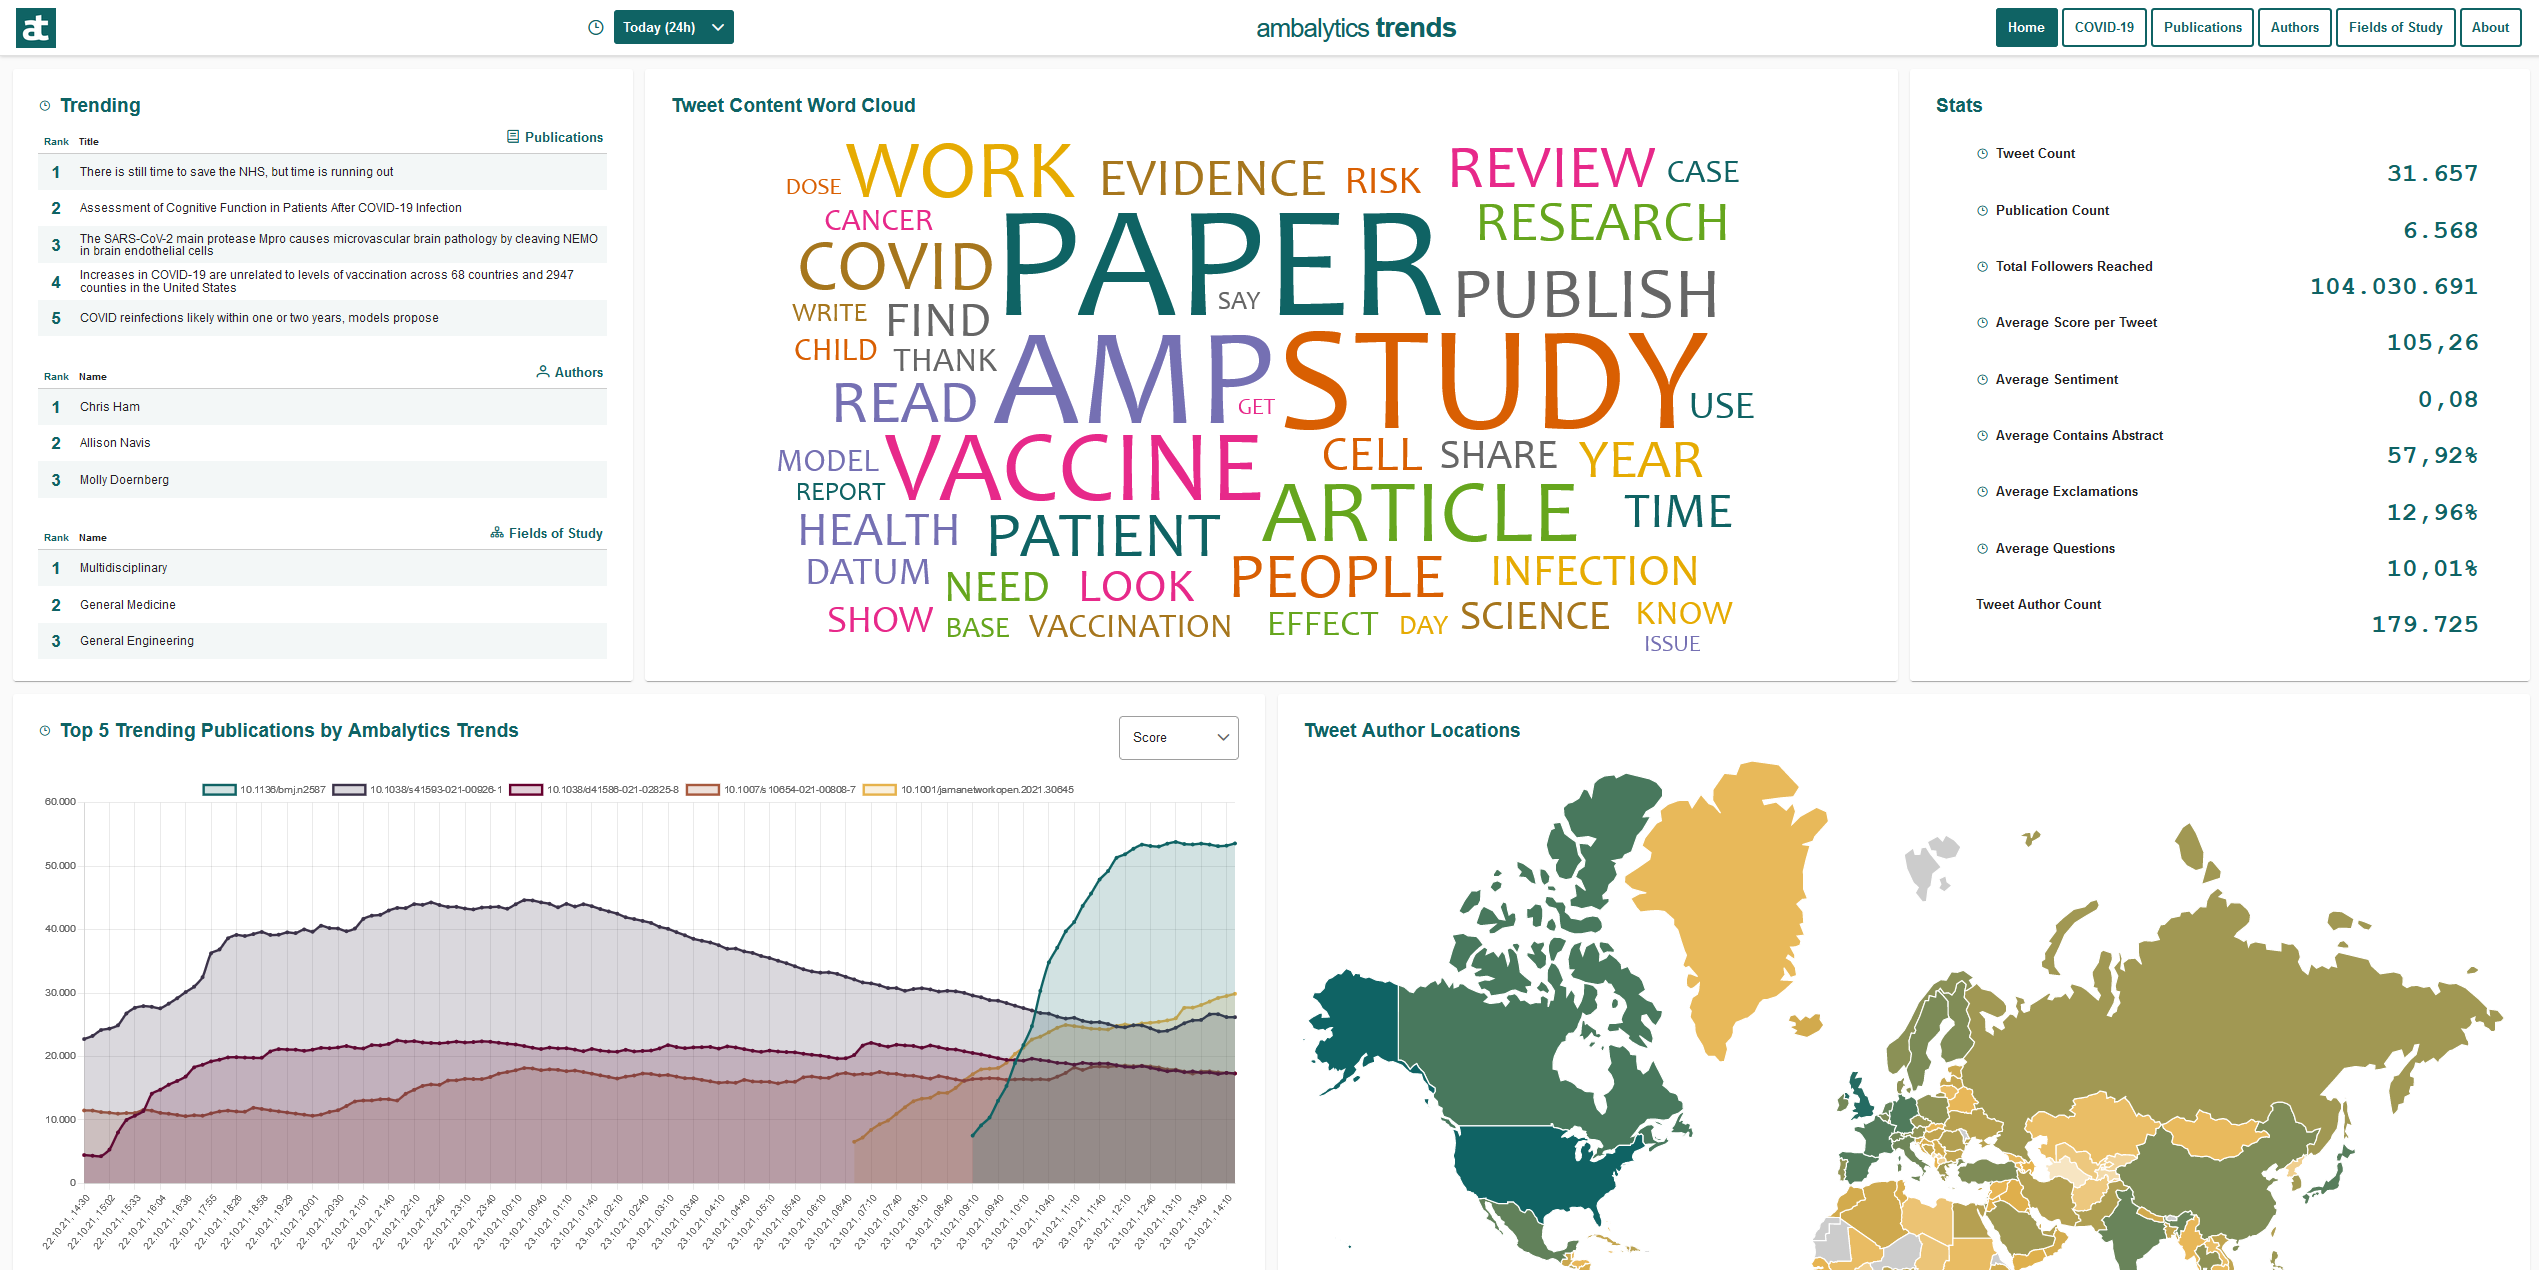 at
Today (24h)
ambalytics trends
Home
COVID-19
Publications
Authors
Fields of Study
About
Trending
Rank Title Publications
1 There is still time to save the NHS, but time is running out
2 Assessment of Cognitive Function in Patients After COVID-19 Infection
3 The SARS-CoV-2 main protease Mpro causes microvascular brain pathology by cleaving NEMO
in brain endothelial cells
4 Increases in COVID-19 are unrelated to levels of vaccination across 68 countries and 2947
counties in the United States
5 COVID reinfections likely within one or two years, models propose
Rank Name Authors
1 Chris Ham
2 Allison Navis
3 Molly Doernberg
Rank Name Fields of Study
1 Multidisciplinary
2 General Medicine
3 General Engineering
Tweet Content Word Cloud
DOSE WORK EVIDENCE RISK REVIEW CASE
CANCER RESEARCH
COVID PAPER PUBLISH
WRITE FIND SAY
CHILD THANK
READ AMP GET STUDY USE
MODEL VACCINE CELL SHARE YEAR
REPORT ARTICLE TIME
HEALTH PATIENT
DATUM NEED LOOK PEOPLE INFECTION
SHOW BASE VACCINATION EFFECT DAY SCIENCE KNOW
ISSUE
Stats
Tweet Count
31.657
Publication Count
6.568
Total Followers Reached
104.030.691
Average Score per Tweet
105,26
Average Sentiment
0,08
Average Contains Abstract
57,92%
Average Exclamations
12,96%
Average Questions
10,01%
Tweet Author Count
179.725
Top 5 Trending Publications by Ambalytics Trends
Score
10.1136/bmj.n2587 10.1038/s41593-021-00926-1 10.1038/d41586-021-02825-8 10.1007/s10654-021-00808-7 10.1001/jamanetworkopen.2021.30645
60.000
50.000
40.000
30.000
20.000
10.000
0
22.10.21, 14:30
22.10.21, 15:02
22.10.21, 15:33
22.10.21, 16:04
22.10.21, 16:36
22.10.21, 17:55
22.10.21, 18:26
22.10.21, 18:58
22.10.21, 19:29
22.10.21, 20:01
22.10.21, 20:30
22.10.21, 21:01
22.10.21, 21:40
22.10.21, 22:10
22.10.21, 22:40
22.10.21, 23:10
22.10.21, 23:40
23.10.21, 00:10
23.10.21, 00:40
23.10.21, 01:10
23.10.21, 01:40
23.10.21, 02:10
23.10.21, 02:40
23.10.21, 03:10
23.10.21, 03:40
23.10.21, 04:10
23.10.21, 04:40
23.10.21, 05:10
23.10.21, 05:40
23.10.21, 06:10
23.10.21, 06:40
23.10.21, 07:10
23.10.21, 07:40
23.10.21, 08:10
23.10.21, 08:40
23.10.21, 09:10
23.10.21, 09:40
23.10.21, 10:10
23.10.21, 10:40
23.10.21, 11:10
23.10.21, 11:40
23.10.21, 12:10
23.10.21, 12:40
23.10.21, 13:10
23.10.21, 13:40
23.10.21, 14:10
Tweet Author Locations